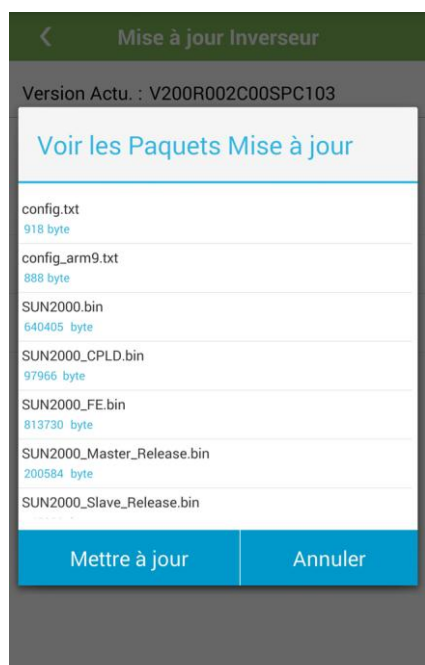 Mise à jour Inverseur
Version Actu. : V200R002C00SPC103
Voir les Paquets Mise à jour
config.txt
918 byte
config_arm9.txt
888 byte
SUN2000.bin
640405 byte
SUN2000_CPLD.bin
97966 byte
SUN2000_FE.bin
813730 byte
SUN2000_Master_Release.bin
200584 byte
SUN2000_Slave_Release.bin
Mettre à jour Annuler